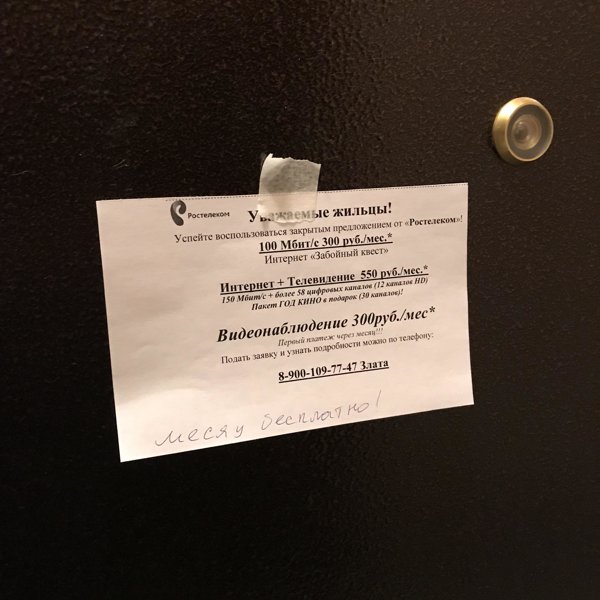 Ростелеком
Уважаемые жильцы!
Успейте воспользоваться закрытым предложением от «Ростелеком»!
100 Мбит/с 300 руб./мес.*
Интернет «Забойный квест»
Интернет + Телевидение 550 руб./мес.*
150 Мбит/с + более 58 цифровых каналов (12 каналов HD)
Пакет ГОД КИНО в подарок (30 каналов)!
Видеонаблюдение 300руб./мес*
Первый платеж через месяц!!!
Подать заявку и узнать подробности можно по телефону:
8-900-109-77-47 Злата
месяц бесплатно!